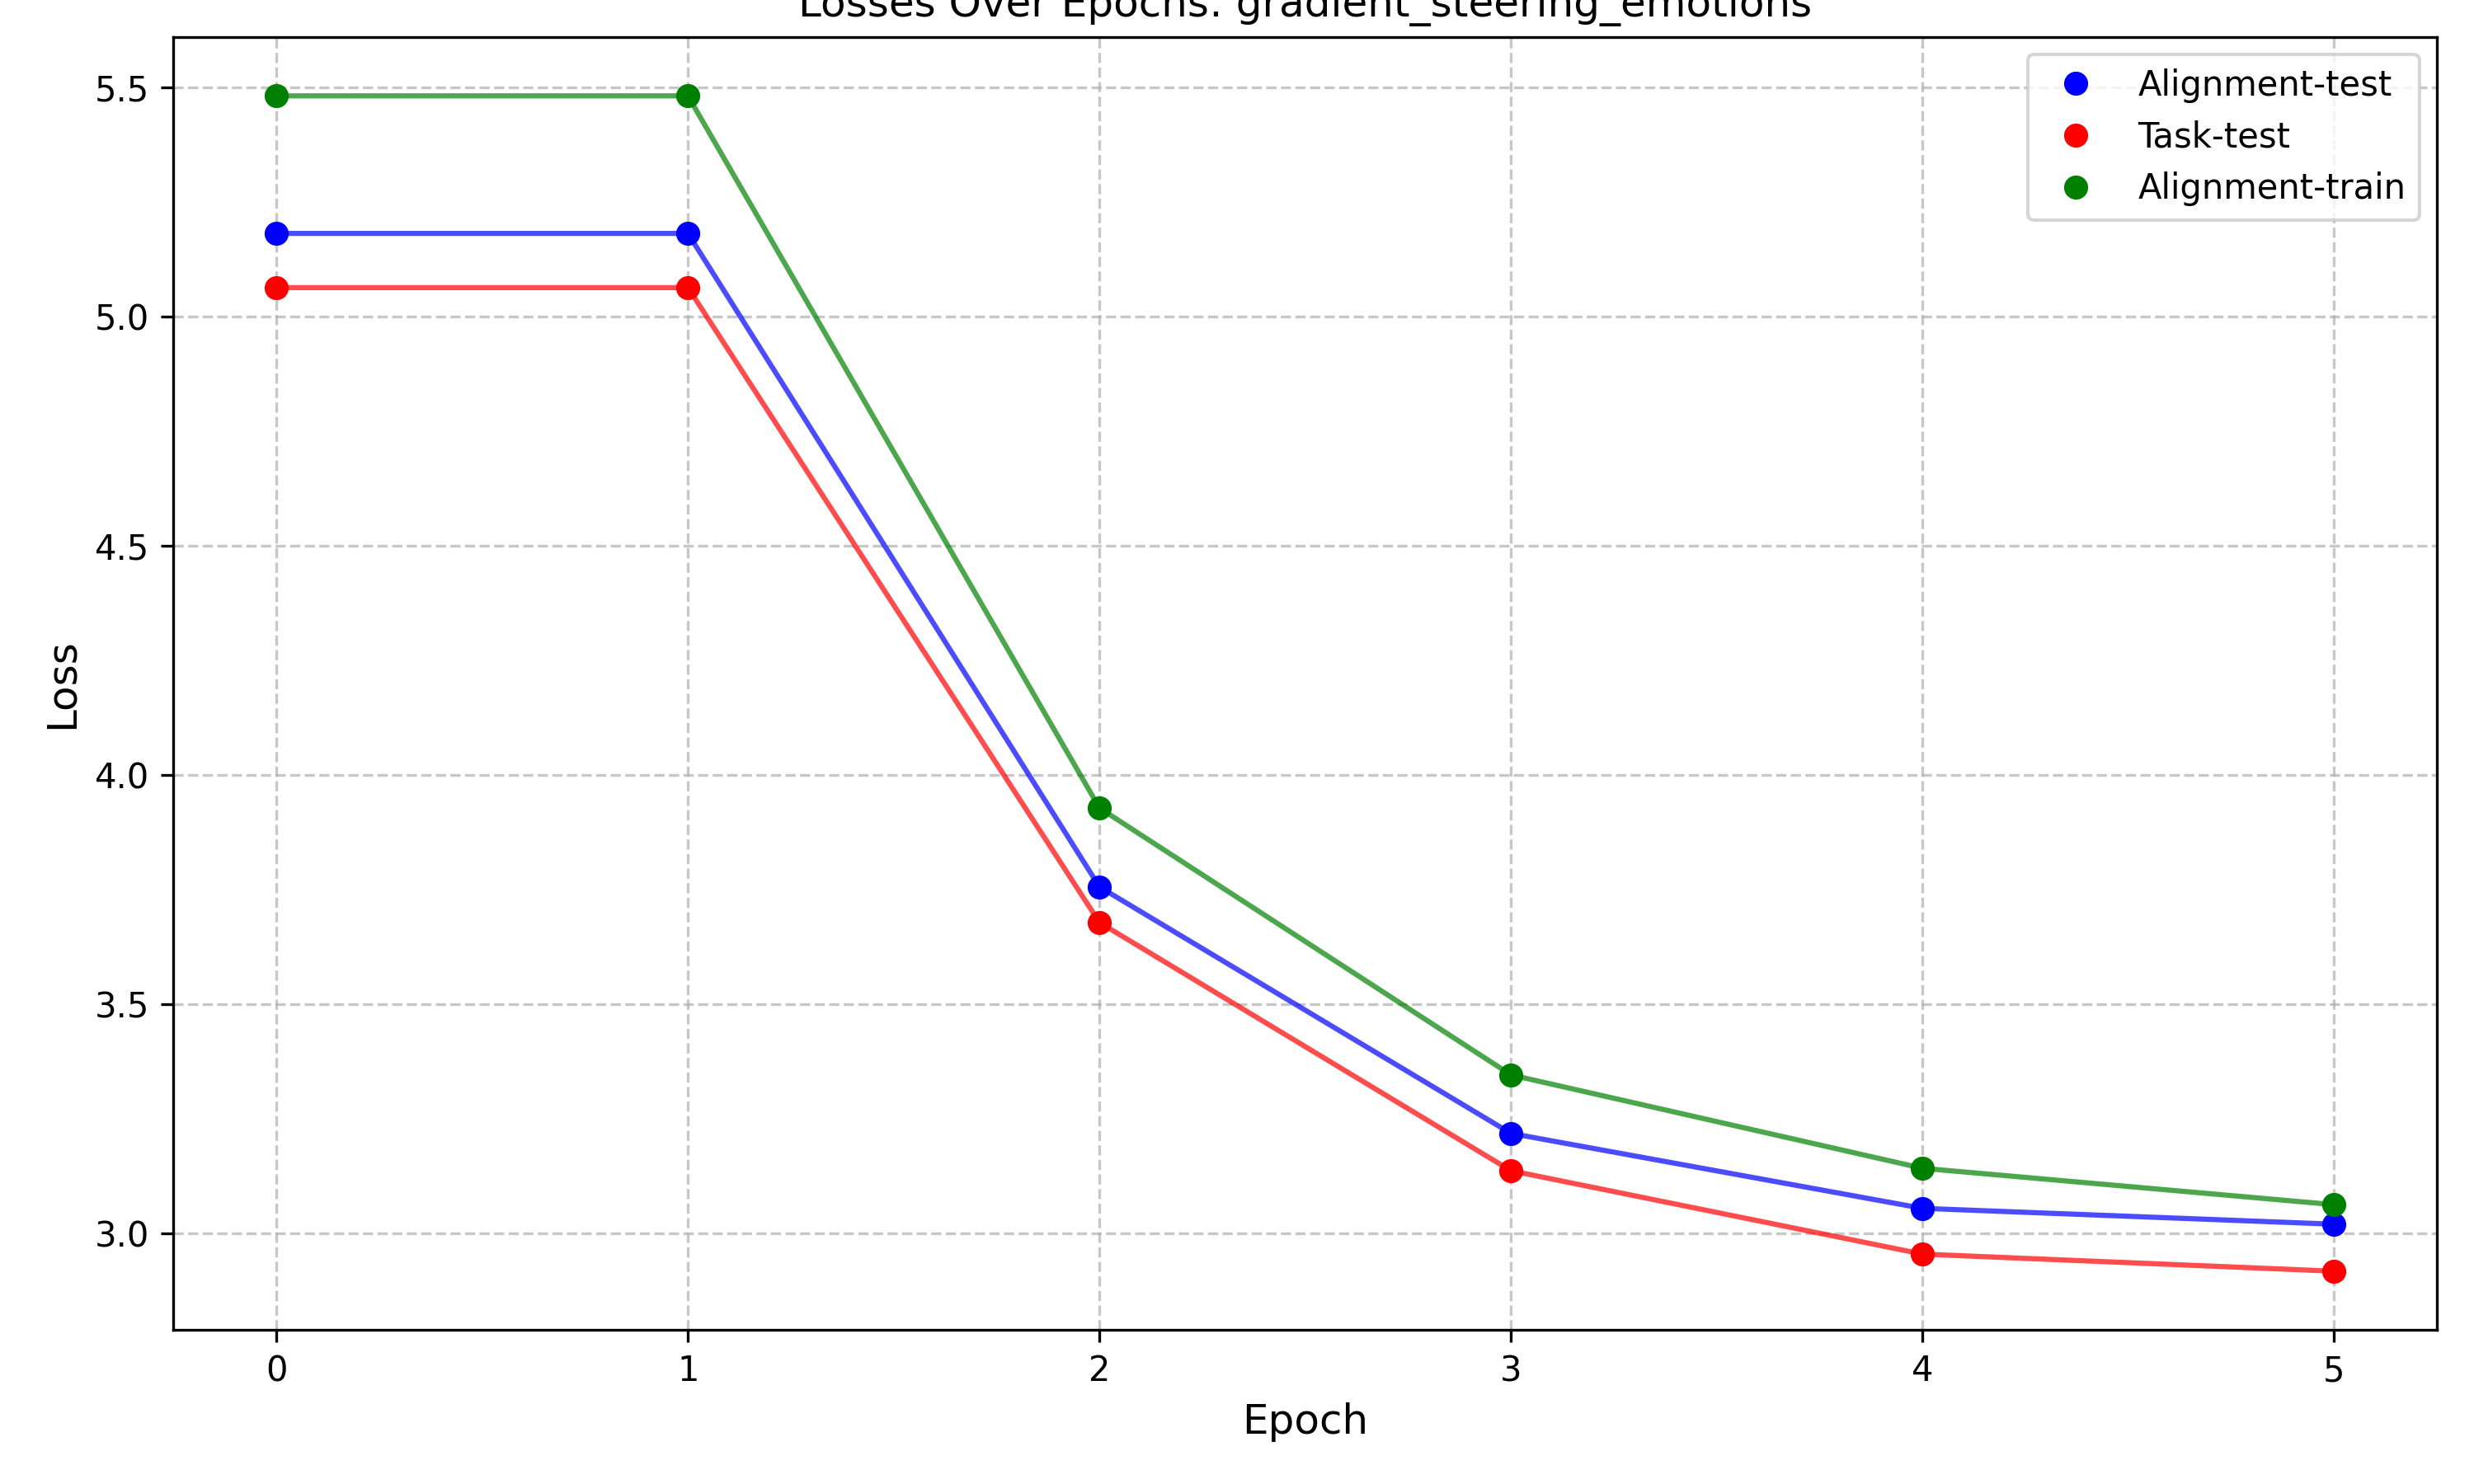 Losses Over Epochs: gradient_steering_emotions
Alignment-test
Task-test
Alignment-train
5.5
5.0
4.5
4.0
3.5
3.0
Loss
0 1 2 3 4 5
Epoch